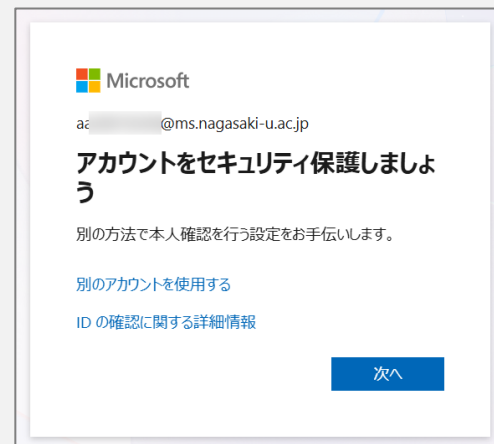 Microsoft
aa @ms.nagasaki-u.ac.jp
アカウントをセキュリティ保護しましょ
う
別の方法で本人確認を行う設定をお手伝いします。
別のアカウントを使用する
ID の確認に関する詳細情報
次へ